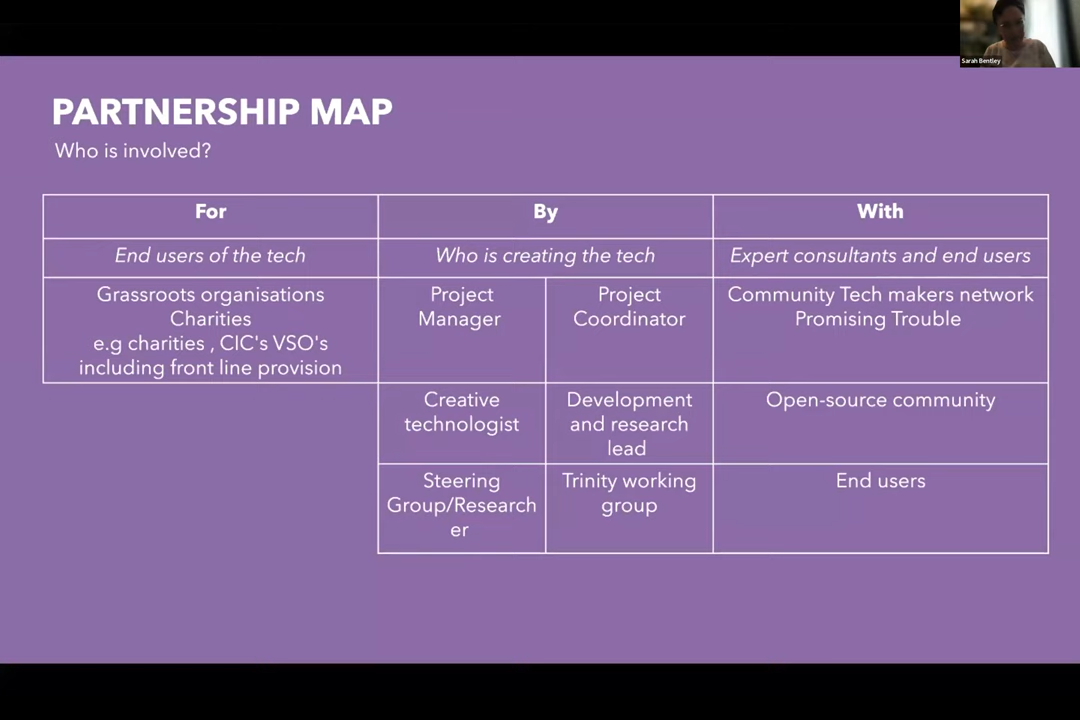 Sarah Bentley
PARTNERSHIP MAP
Who is involved?
For
By
With
End users of the tech
Who is creating the tech
Expert consultants and end users
Grassroots organisations
Charities
e.g charities , CIC's VSO's
including front line provision
Project
Manager
Project
Coordinator
Community Tech makers network
Promising Trouble
Creative
technologist
Development
and research
lead
Open-source community
Steering
Group/Research
er
Trinity working
group
End users